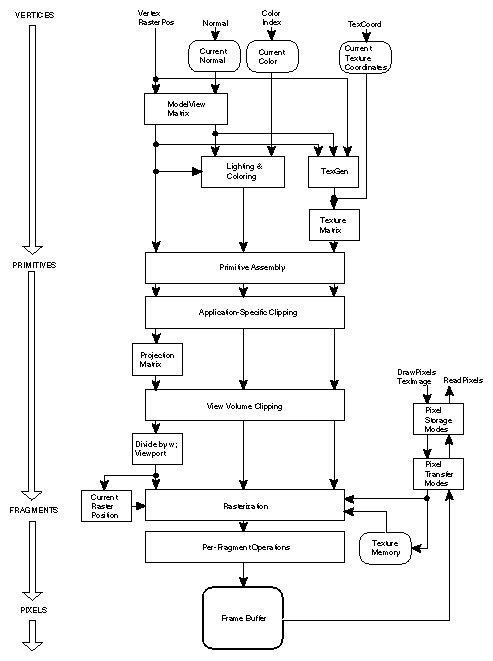 VERTICES
Vertex
RasterPos
Normal
Color
Index
TexCoord
Current
Normal
Current
Color
Current
Texture
Coordinates
ModelView
Matrix
Lighting &
Coloring
TexGen
Texture
Matrix
PRIMITIVES
Primitive Assembly
Application-Specific Clipping
Projection
Matrix
DrawPixels
TexImage
ReadPixels
View Volume Clipping
Pixel
Storage
Modes
Divide by w;
Viewport
Pixel
Transfer
Modes
Current
Raster
Position
FRAGMENTS
Rasterization
Texture
Memory
Per-Fragment Operations
PIXELS
Frame Buffer